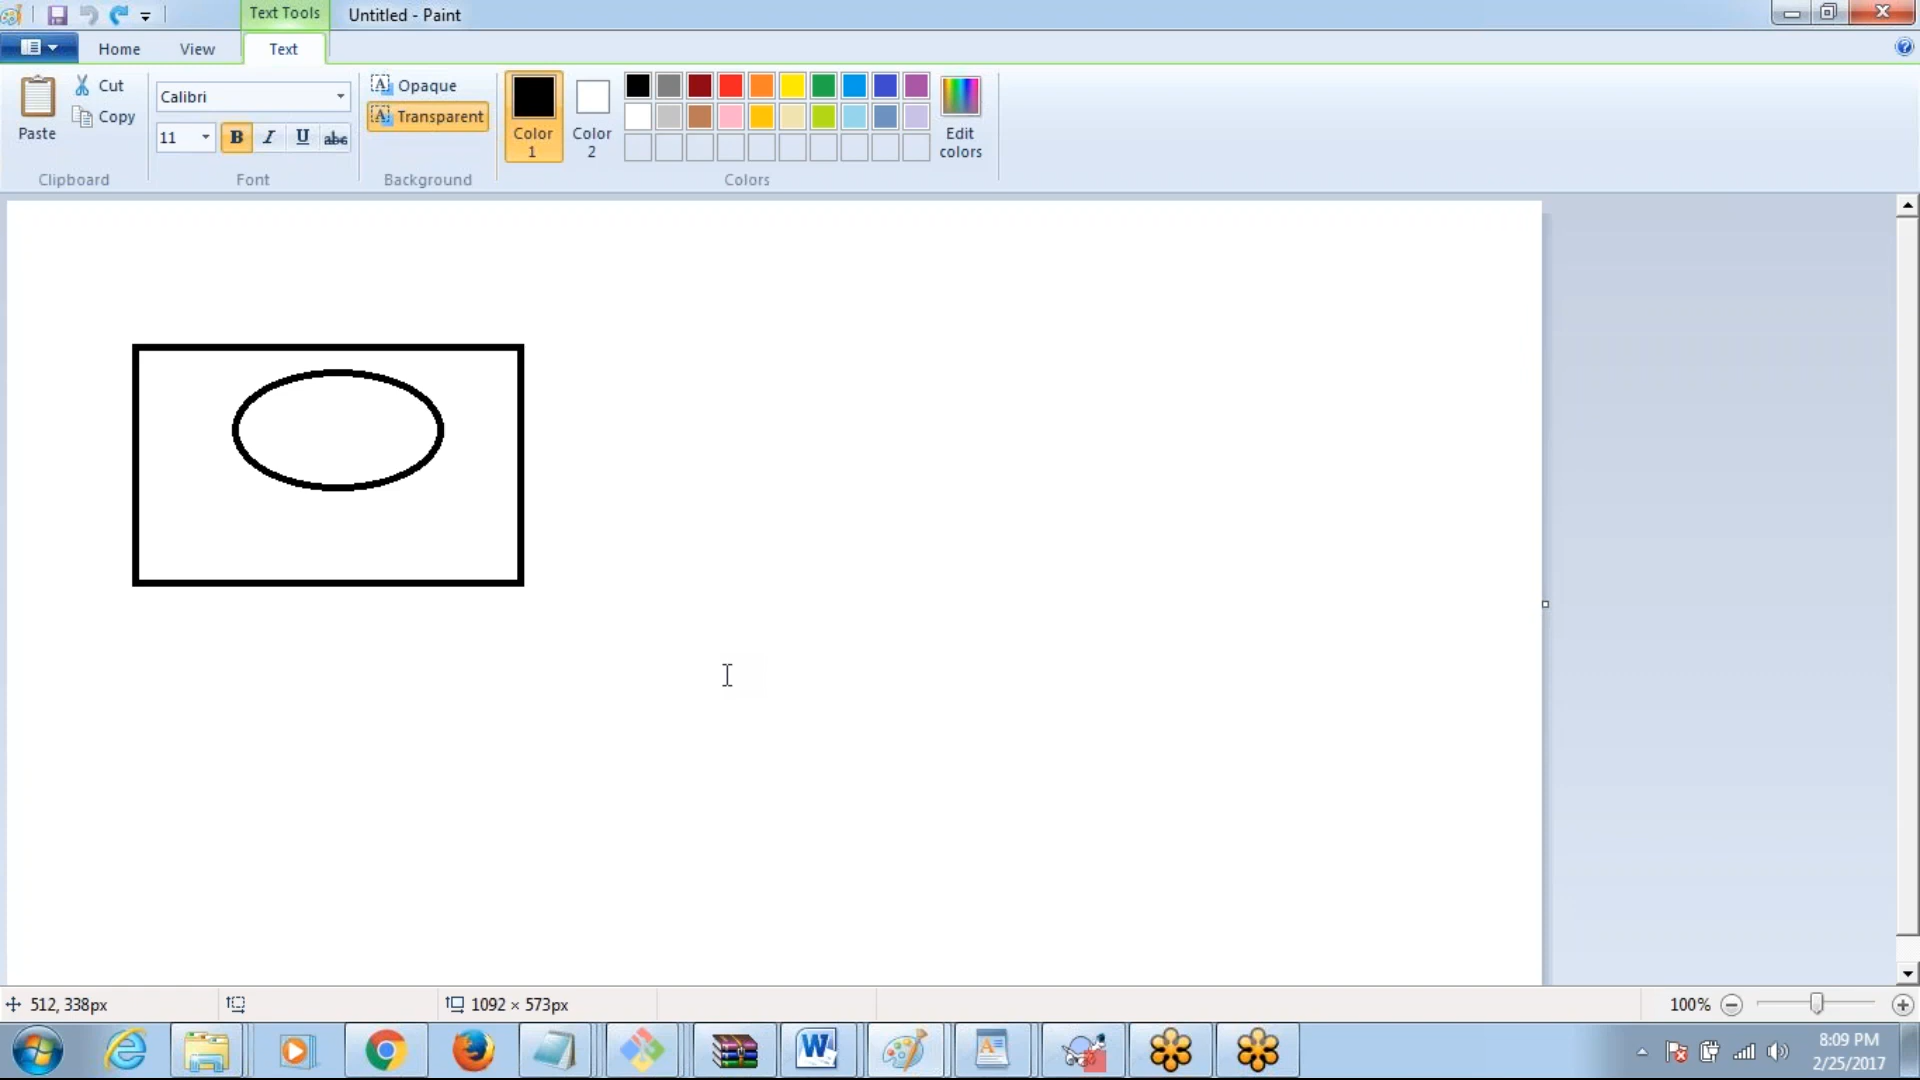 Text Tools
Untitled - Paint
Home
View
Text
Paste
Cut
Copy
Clipboard
Calibri
11
B
I
U
abc
Font
A Opaque
A Transparent
Background
Color 1
Color 2
Edit colors
Colors
512, 338px
1092 × 573px
100%
W
A
8:09 PM
2/25/2017